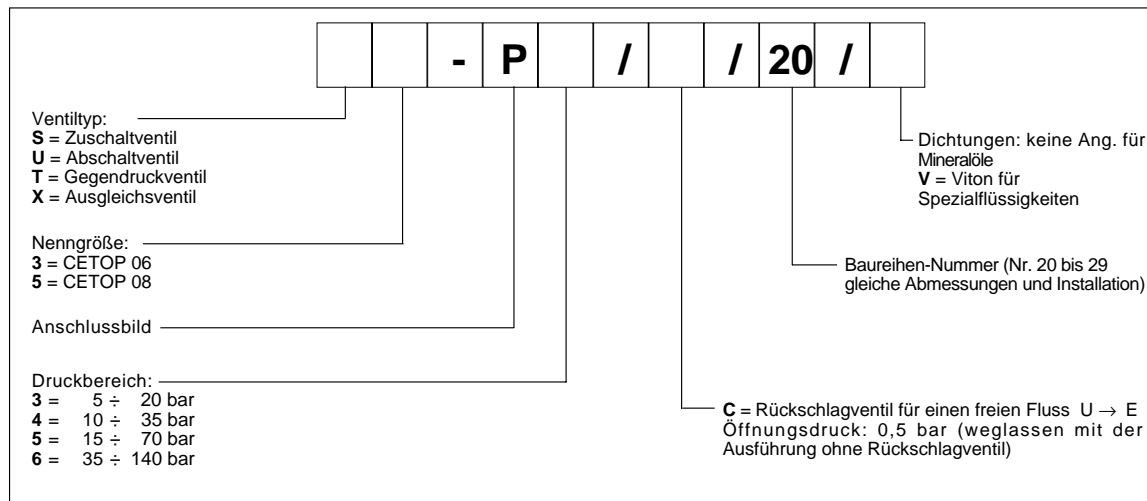 - P / / 20 /
Ventiltyp:
S = Zuschaltventil
U = Abschaltventil
T = Gegendruckventil
X = Ausgleichsventil
Nenngröße:
3 = CETOP 06
5 = CETOP 08
Anschlussbild
Druckbereich:
3 = 5 ÷ 20 bar
4 = 10 ÷ 35 bar
5 = 15 ÷ 70 bar
6 = 35 ÷ 140 bar
Dichtungen: keine Ang. für
Mineralöle
V = Viton für
Spezialflüssigkeiten
Baureihen-Nummer (Nr. 20 bis 29
gleiche Abmessungen und Installation)
C = Rückschlagventil für einen freien Fluss U → E
Öffnungsdruck: 0,5 bar (weglassen mit der
Ausführung ohne Rückschlagventil)